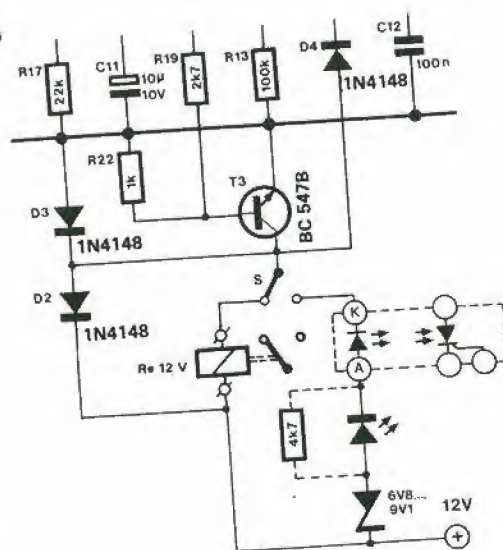 R17
22k
C11
10µ
10V
R19
2k7
R13
100k
D4
1N4148
C12
100n
R22
1k
T3
BC 547B
D3
1N4148
D2
1N4148
S
Re 12 V
K
A
4k7
6V8...
9V1
12V
+